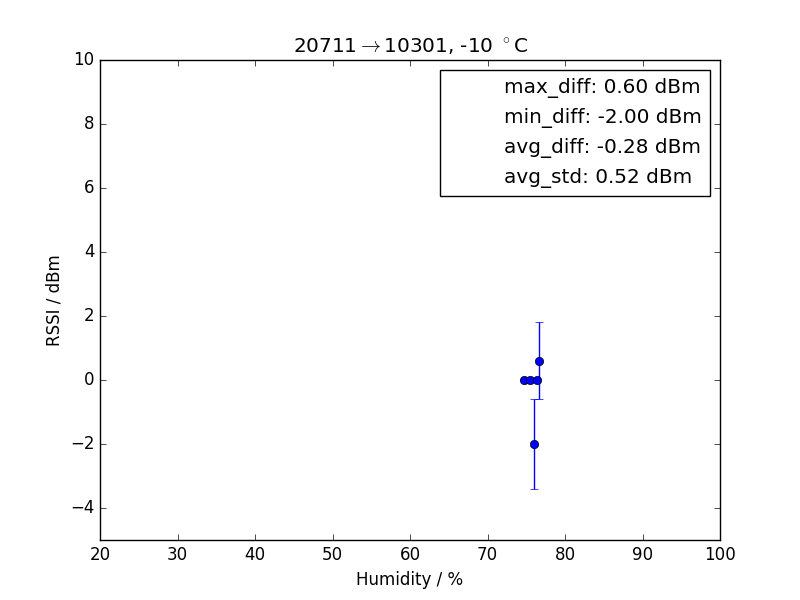 20711→10301, -10 °C
max_diff: 0.60 dBm
min_diff: -2.00 dBm
avg_diff: -0.28 dBm
avg_std: 0.52 dBm
10
8
6
4
2
0
−2
−4
RSSI / dBm
20 30 40 50 60 70 80 90 100
Humidity / %